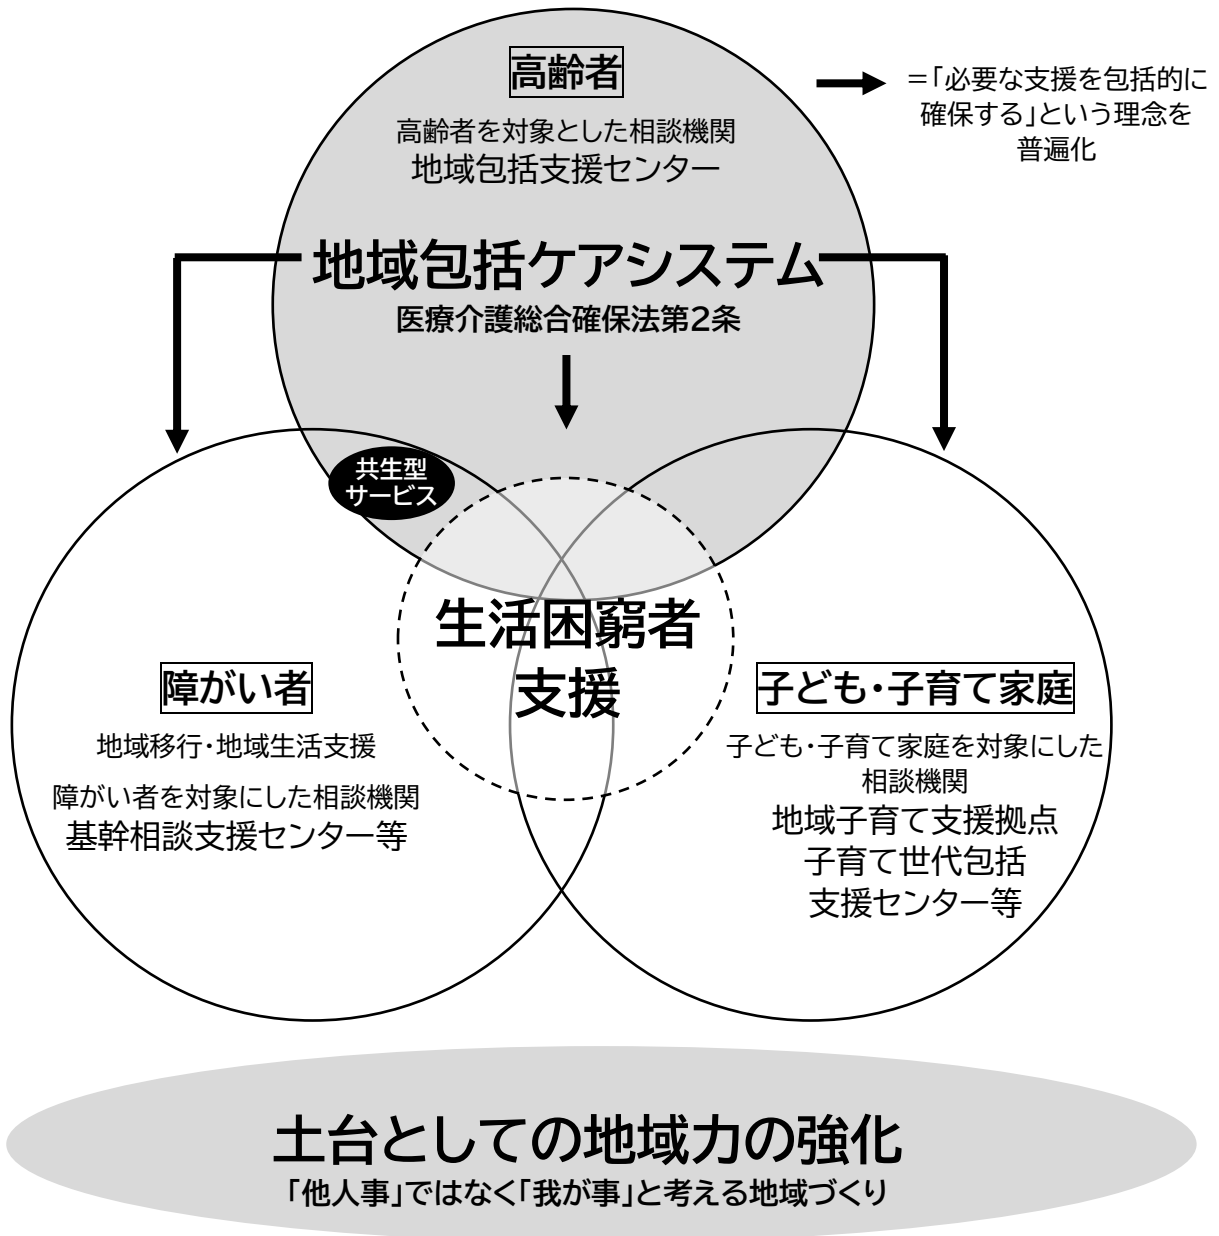 高齢者
高齢者を対象とした相談機関
地域包括支援センター
=「必要な支援を包括的に
確保する」という理念を
普遍化
地域包括ケアシステム
医療介護総合確保法第2条
共生型
サービス
生活困窮者
支援
障がい者
地域移行・地域生活支援
障がい者を対象にした相談機関
基幹相談支援センター等
子ども・子育て家庭
子ども・子育て家庭を対象にした
相談機関
地域子育て支援拠点
子育て世代包括
支援センター等
土台としての地域力の強化
「他人事」ではなく「我が事」と考える地域づくり